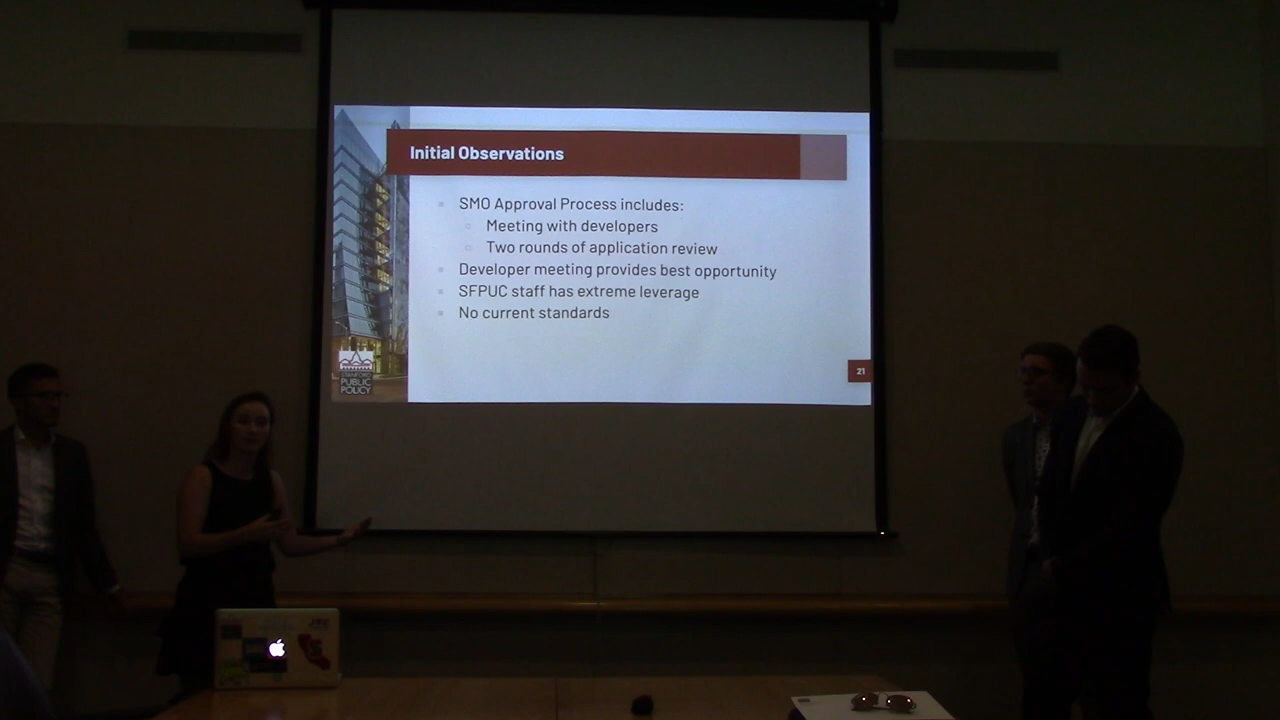 Initial Observations
SMO Approval Process includes:
Meeting with developers
Two rounds of application review
Developer meeting provides best opportunity
SFPUC staff has extreme leverage
No current standards
21
STANFORD
PUBLIC
POLICY